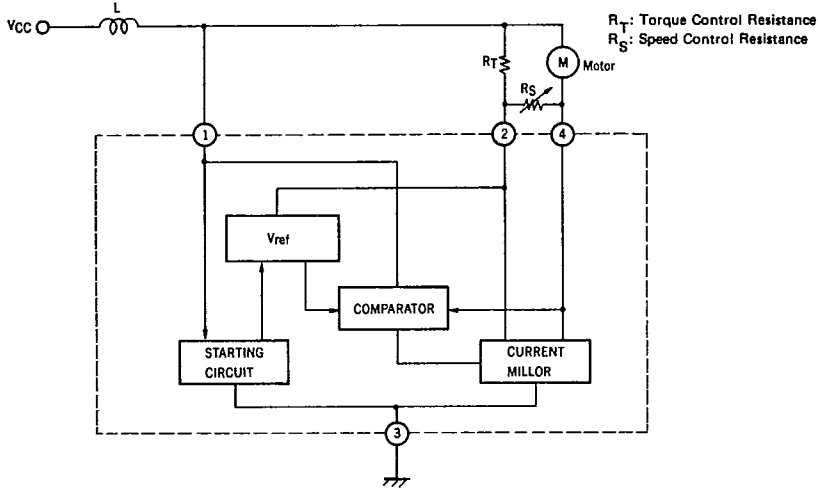 L
VCC
RT: Torque Control Resistance
RS: Speed Control Resistance
RT
M
Motor
RS
1
2
4
Vref
COMPARATOR
STARTING
CIRCUIT
CURRENT
MILLOR
3